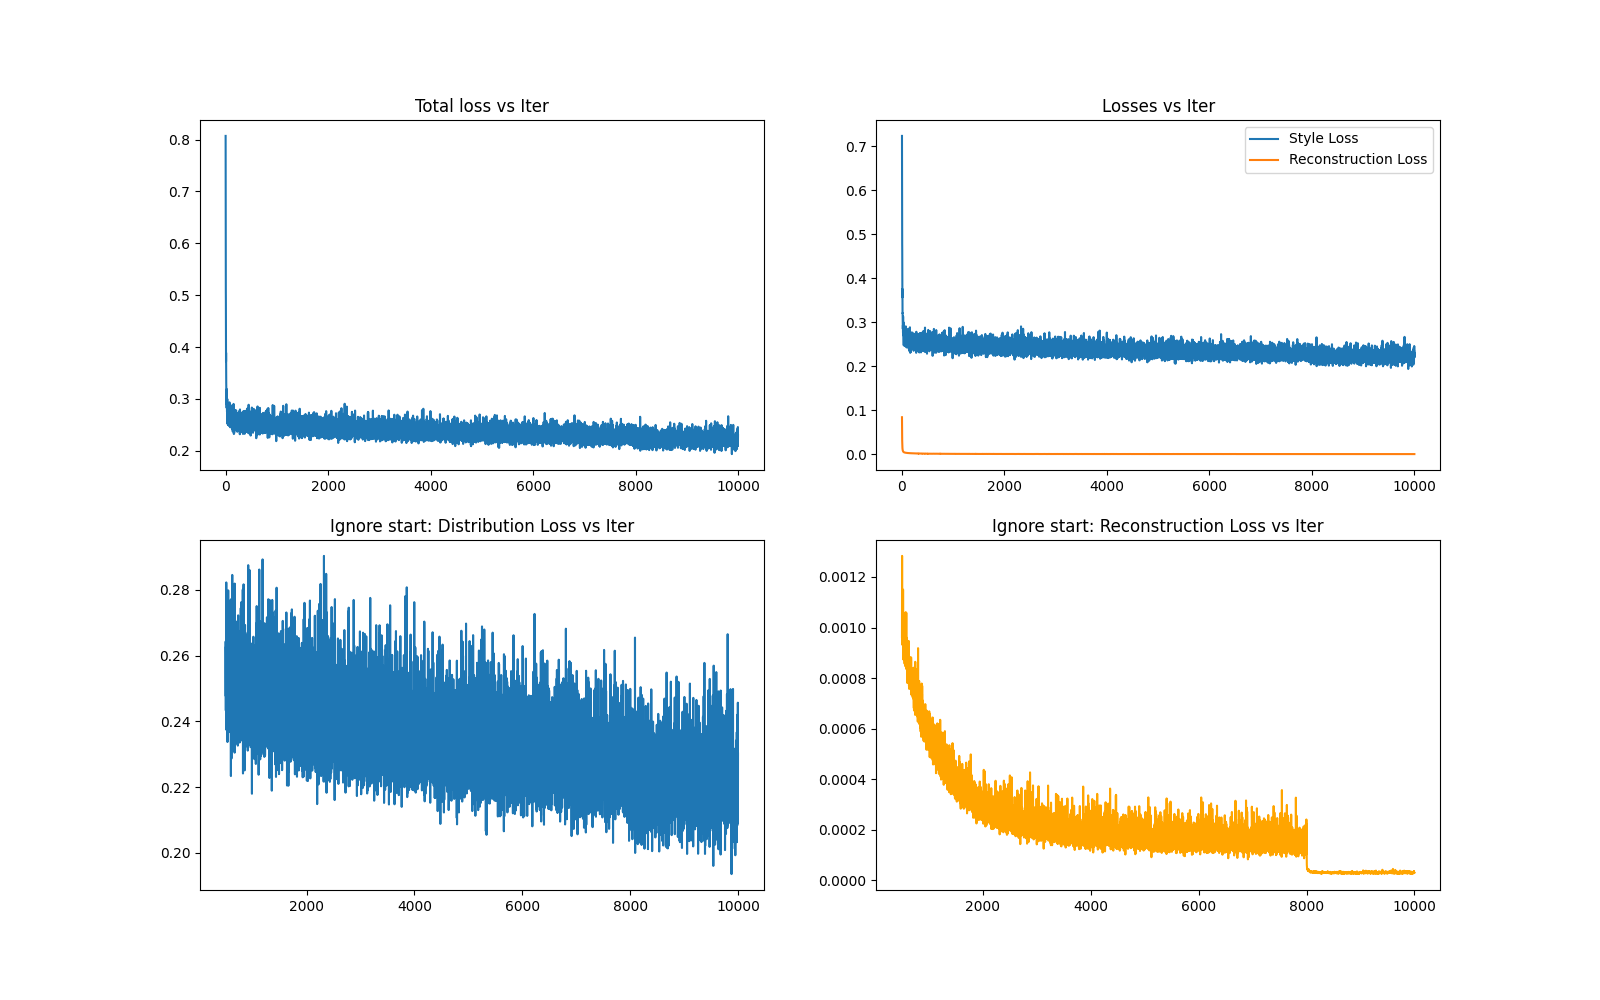 Total loss vs Iter
0.8
0.7
0.6
0.5
0.4
0.3
0.2
0 2000 4000 6000 8000 10000
Losses vs Iter
Style Loss
Reconstruction Loss
0.7
0.6
0.5
0.4
0.3
0.2
0.1
0.0
0 2000 4000 6000 8000 10000
Ignore start: Distribution Loss vs Iter
0.28
0.26
0.24
0.22
0.20
2000 4000 6000 8000 10000
Ignore start: Reconstruction Loss vs Iter
0.0012
0.0010
0.0008
0.0006
0.0004
0.0002
0.0000
2000 4000 6000 8000 10000